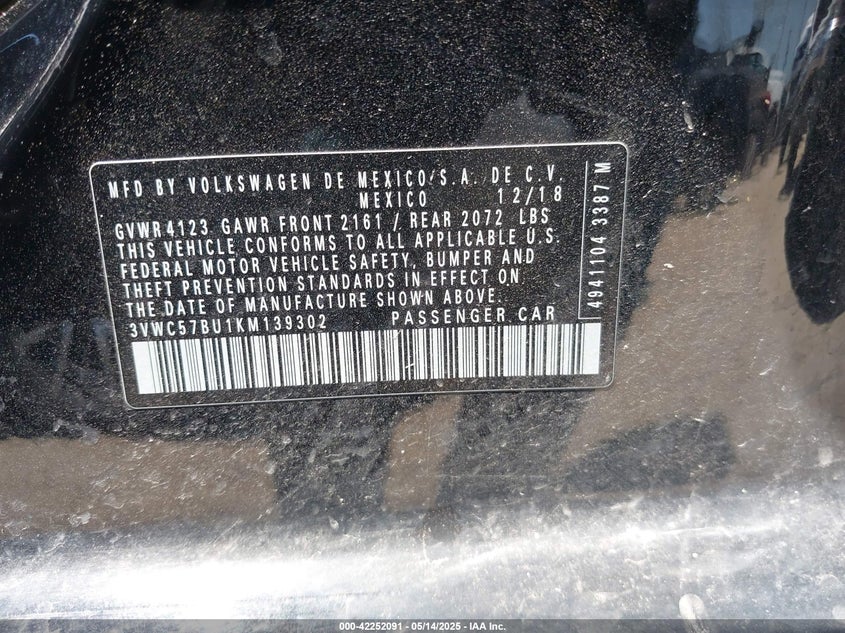 MFD BY VOLKSWAGEN DE MEXICO/S.A. DE C.V.
MEXICO 12/18
GVWR4123 GAWR FRONT 2161 / REAR 2072 LBS
THIS VEHICLE CONFORMS TO ALL APPLICABLE U.S.
FEDERAL MOTOR VEHICLE SAFETY, BUMPER AND
THEFT PREVENTION STANDARDS IN EFFECT ON
THE DATE OF MANUFACTURE SHOWN ABOVE.
3VWC57BU1KM139302 PASSENGER CAR
4941104 3387 M
000-42252091 - 05/14/2025 - IAA Inc.